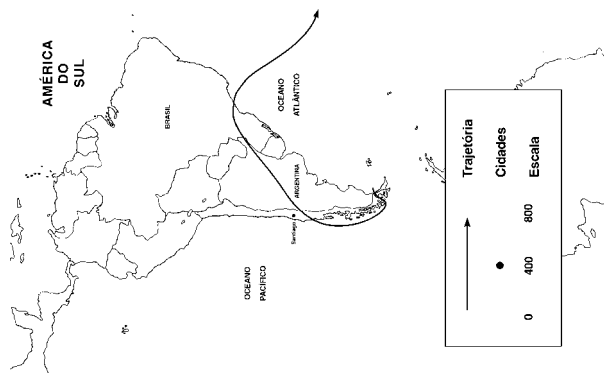 AMÉRICA
DO
SUL
BRASIL
OCEANO
ATLÂNTICO
ARGENTINA
Santiago
OCEANO
PACÍFICO
Trajetória
Cidades
Escala
0 400 800